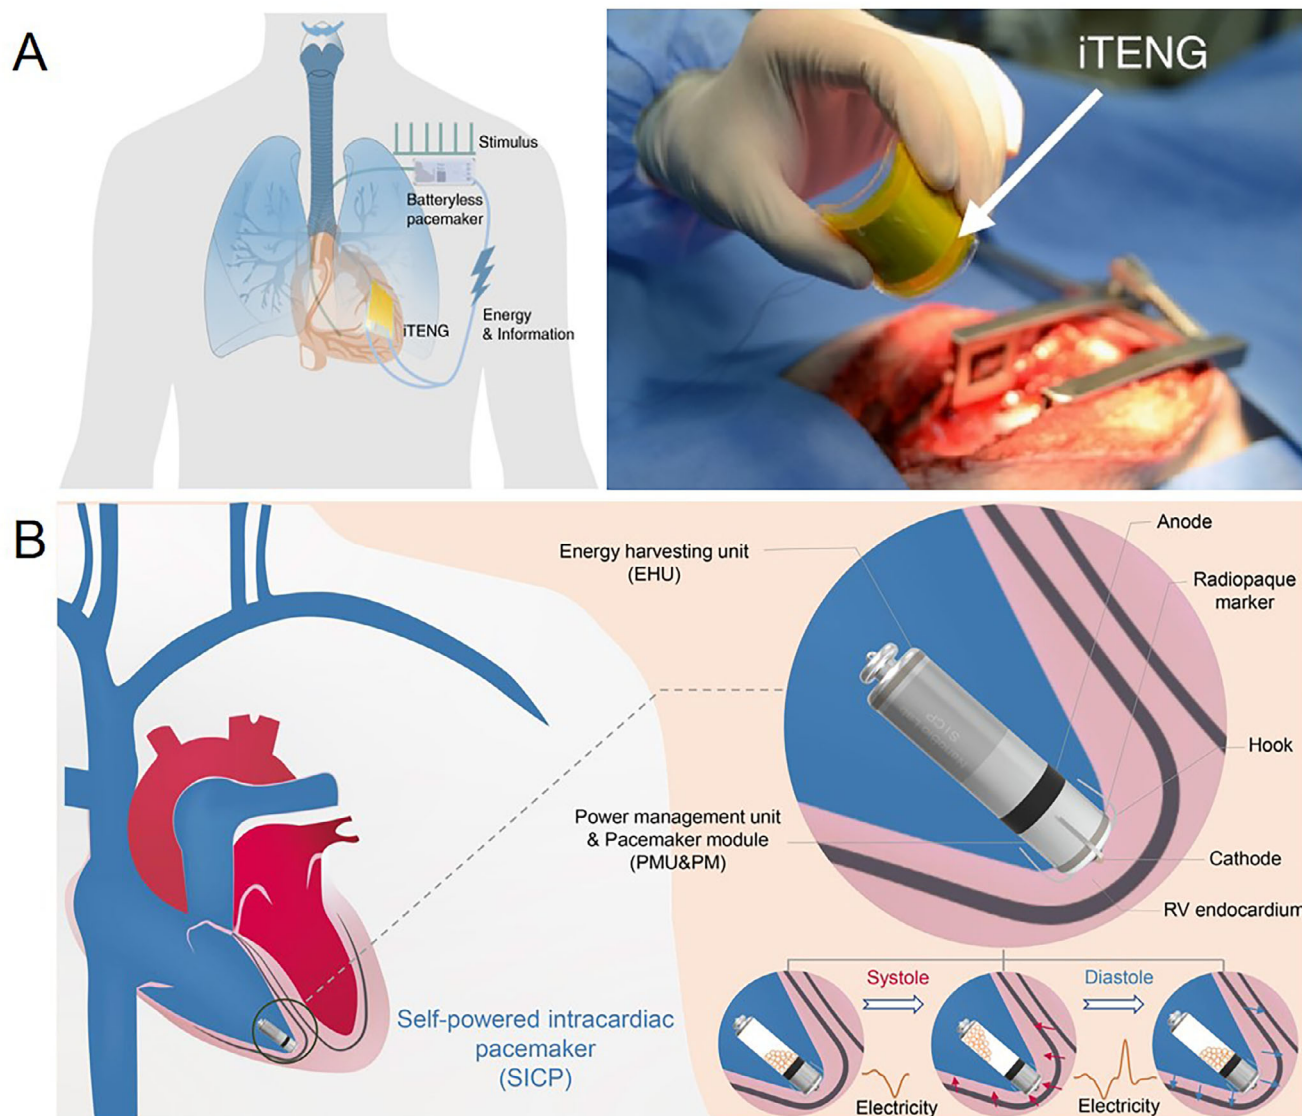 A
Stimulus
Batteryless
pacemaker
iTENG
Energy
& Information
iTENG
B
Energy harvesting unit
(EHU)
Anode
Radiopaque
marker
SICP
Hook
Power management unit
& Pacemaker module
(PMU&PM)
Cathode
RV endocardium
Self-powered intracardiac
pacemaker
(SICP)
Systole
Diastole
Electricity
Electricity